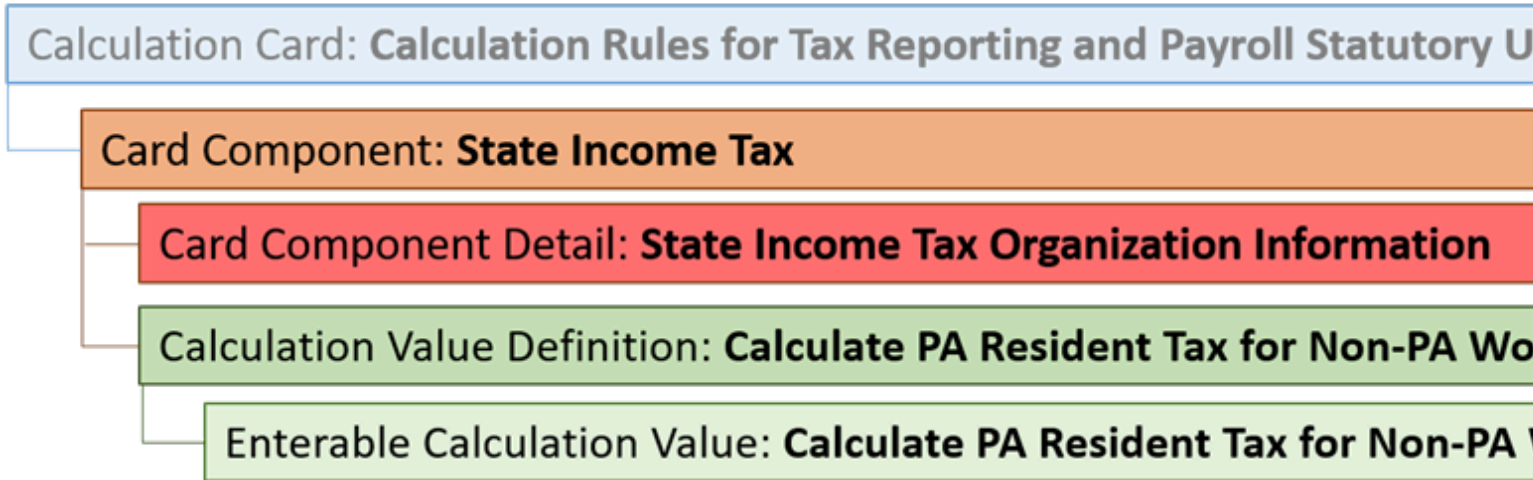 Calculation Card: Calculation Rules for Tax Reporting and Payroll Statutory U
Card Component: State Income Tax
Card Component Detail: State Income Tax Organization Information
Calculation Value Definition: Calculate PA Resident Tax for Non-PA Wo
Enterable Calculation Value: Calculate PA Resident Tax for Non-PA